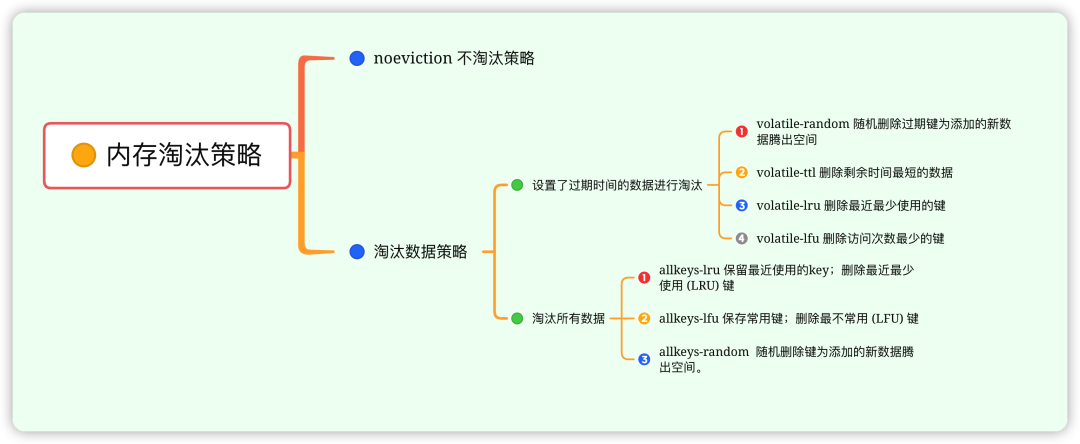 内存淘汰策略
noeviction 不淘汰策略
淘汰数据策略
设置了过期时间的数据进行淘汰
1 volatile-random 随机删除过期键为添加的新数
据腾出空间
2 volatile-ttl 删除剩余时间最短的数据
3 volatile-lru 删除最近最少使用的键
4 volatile-lfu 删除访问次数最少的键
淘汰所有数据
1 allkeys-lru 保留最近使用的key；删除最近最少
使用 (LRU) 键
2 allkeys-lfu 保存常用键；删除最不常用 (LFU) 键
3 allkeys-random  随机删除键为添加的新数据腾
出空间。